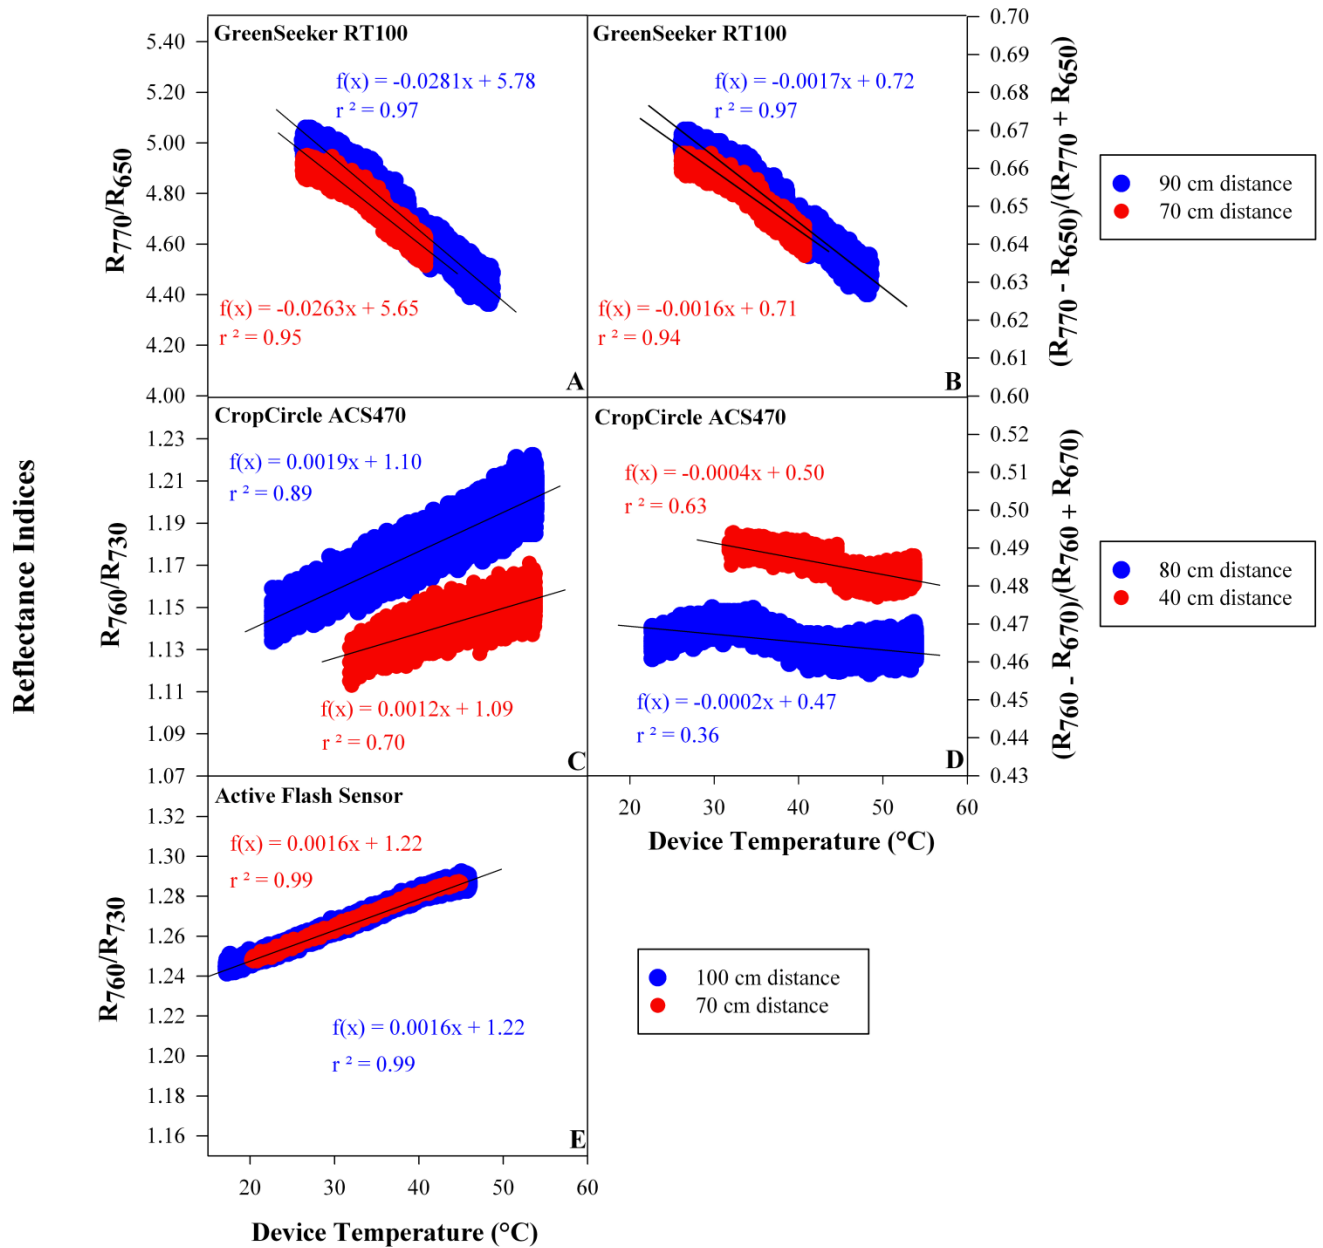 GreenSeeker RT100
f(x) = -0.0281x + 5.78
r ² = 0.97
f(x) = -0.0263x + 5.65
r ² = 0.95
A
5.40
5.20
5.00
4.80
4.60
4.40
4.20
4.00
R770/R650
GreenSeeker RT100
f(x) = -0.0017x + 0.72
r ² = 0.97
f(x) = -0.0016x + 0.71
r ² = 0.94
B
0.70
0.69
0.68
0.67
0.66
0.65
0.64
0.63
0.62
0.61
0.60
(R770 - R650)/(R770 + R650)
90 cm distance
70 cm distance
Reflectance Indices
CropCircle ACS470
f(x) = 0.0019x + 1.10
r ² = 0.89
f(x) = 0.0012x + 1.09
r ² = 0.70
C
1.23
1.21
1.19
1.17
1.15
1.13
1.11
1.09
1.07
R760/R730
CropCircle ACS470
f(x) = -0.0004x + 0.50
r ² = 0.63
f(x) = -0.0002x + 0.47
r ² = 0.36
D
0.52
0.51
0.50
0.49
0.48
0.47
0.46
0.45
0.44
0.43
(R760 - R670)/(R760 + R670)
20 30 40 50 60
Device Temperature (°C)
80 cm distance
40 cm distance
Active Flash Sensor
f(x) = 0.0016x + 1.22
r ² = 0.99
f(x) = 0.0016x + 1.22
r ² = 0.99
E
1.32
1.30
1.28
1.26
1.24
1.22
1.20
1.18
1.16
R760/R730
20 30 40 50 60
Device Temperature (°C)
100 cm distance
70 cm distance